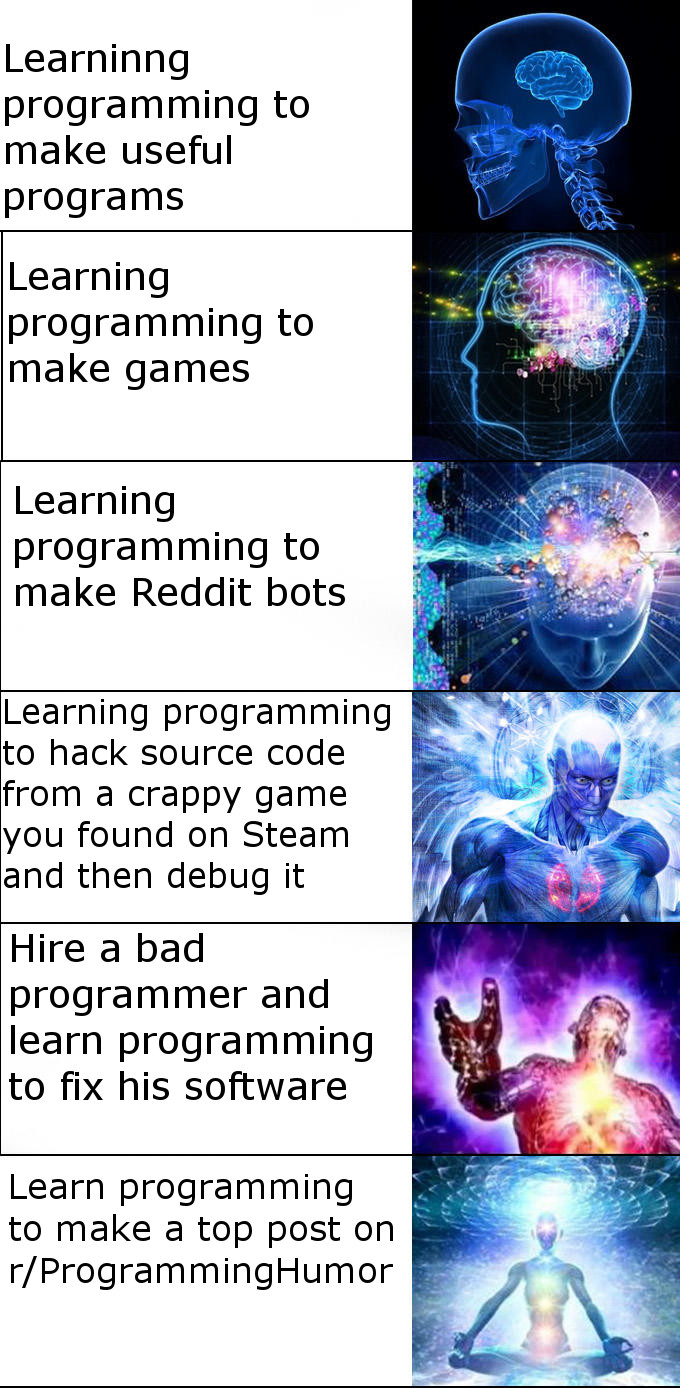 Learninng
programming to
make useful
programs
Learning
programming to
make games
Learning
programming to
make Reddit bots
Learning programming
to hack source code
from a crappy game
you found on Steam
and then debug it
Hire a bad
programmer and
learn programming
to fix his software
Learn programming
to make a top post on
r/ProgrammingHumor